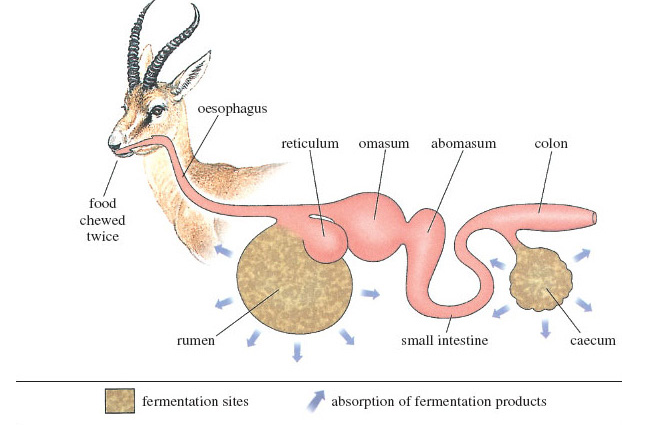 oesophagus
reticulum
omasum
abomasum
colon
food
chewed
twice
rumen
small intestine
caecum
fermentation sites
absorption of fermentation products